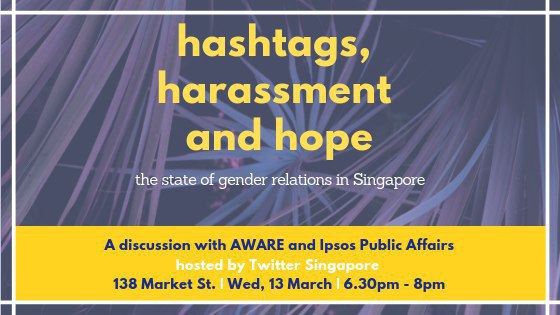 hashtags,
harassment
and hope
the state of gender relations in Singapore
A discussion with AWARE and Ipsos Public Affairs
hosted by Twitter Singapore
138 Market St. | Wed, 13 March | 6.30pm - 8pm